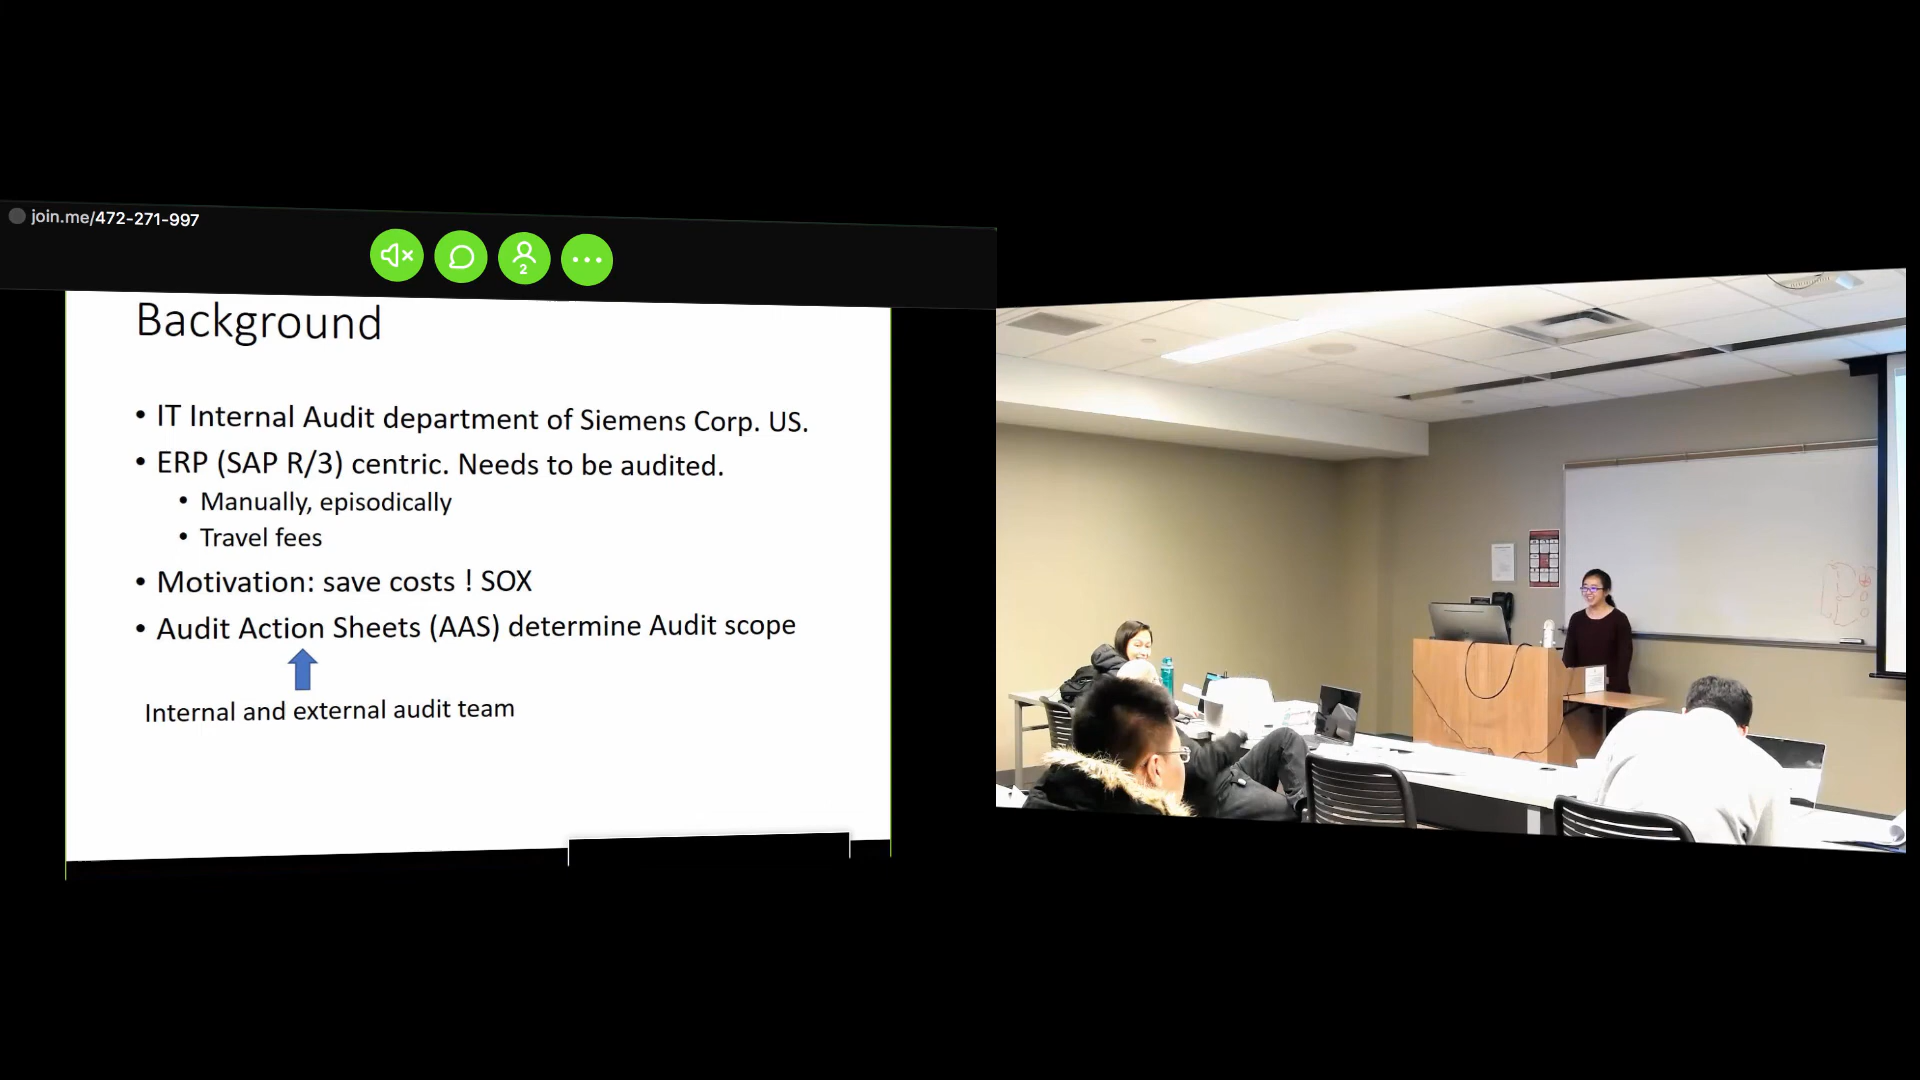 join.me/472-271-997
2
Background
• IT Internal Audit department of Siemens Corp. US.
• ERP (SAP R/3) centric. Needs to be audited.
• Manually, episodically
• Travel fees
• Motivation: save costs ! SOX
• Audit Action Sheets (AAS) determine Audit scope
Internal and external audit team